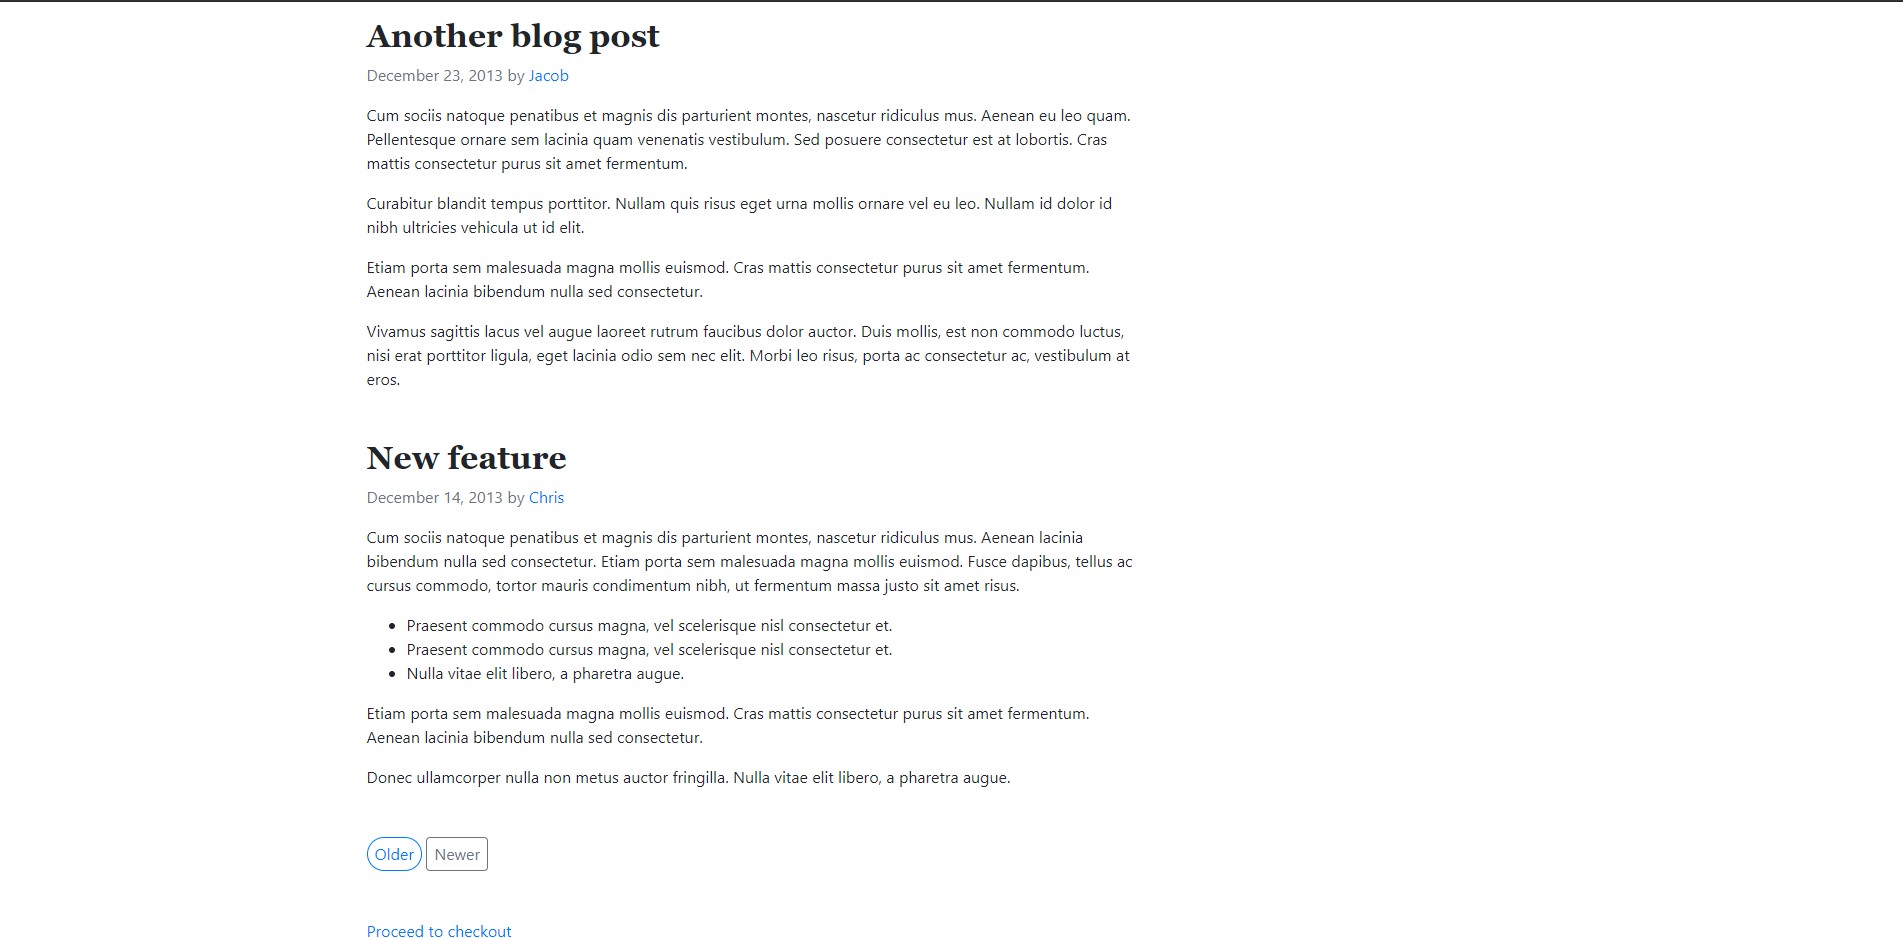 Another blog post
December 23, 2013 by Jacob
Cum sociis natoque penatibus et magnis dis parturient montes, nascetur ridiculus mus. Aenean eu leo quam.
Pellentesque ornare sem lacinia quam venenatis vestibulum. Sed posuere consectetur est at lobortis. Cras
mattis consectetur purus sit amet fermentum.
Curabitur blandit tempus porttitor. Nullam quis risus eget urna mollis ornare vel eu leo. Nullam id dolor id
nibh ultricies vehicula ut id elit.
Etiam porta sem malesuada magna mollis euismod. Cras mattis consectetur purus sit amet fermentum.
Aenean lacinia bibendum nulla sed consectetur.
Vivamus sagittis lacus vel augue laoreet rutrum faucibus dolor auctor. Duis mollis, est non commodo luctus,
nisi erat porttitor ligula, eget lacinia odio sem nec elit. Morbi leo risus, porta ac consectetur ac, vestibulum at
eros.
New feature
December 14, 2013 by Chris
Cum sociis natoque penatibus et magnis dis parturient montes, nascetur ridiculus mus. Aenean lacinia
bibendum nulla sed consectetur. Etiam porta sem malesuada magna mollis euismod. Fusce dapibus, tellus ac
cursus commodo, tortor mauris condimentum nibh, ut fermentum massa justo sit amet risus.
• Praesent commodo cursus magna, vel scelerisque nisl consectetur et.
• Praesent commodo cursus magna, vel scelerisque nisl consectetur et.
• Nulla vitae elit libero, a pharetra augue.
Etiam porta sem malesuada magna mollis euismod. Cras mattis consectetur purus sit amet fermentum.
Aenean lacinia bibendum nulla sed consectetur.
Donec ullamcorper nulla non metus auctor fringilla. Nulla vitae elit libero, a pharetra augue.
Older Newer
Proceed to checkout